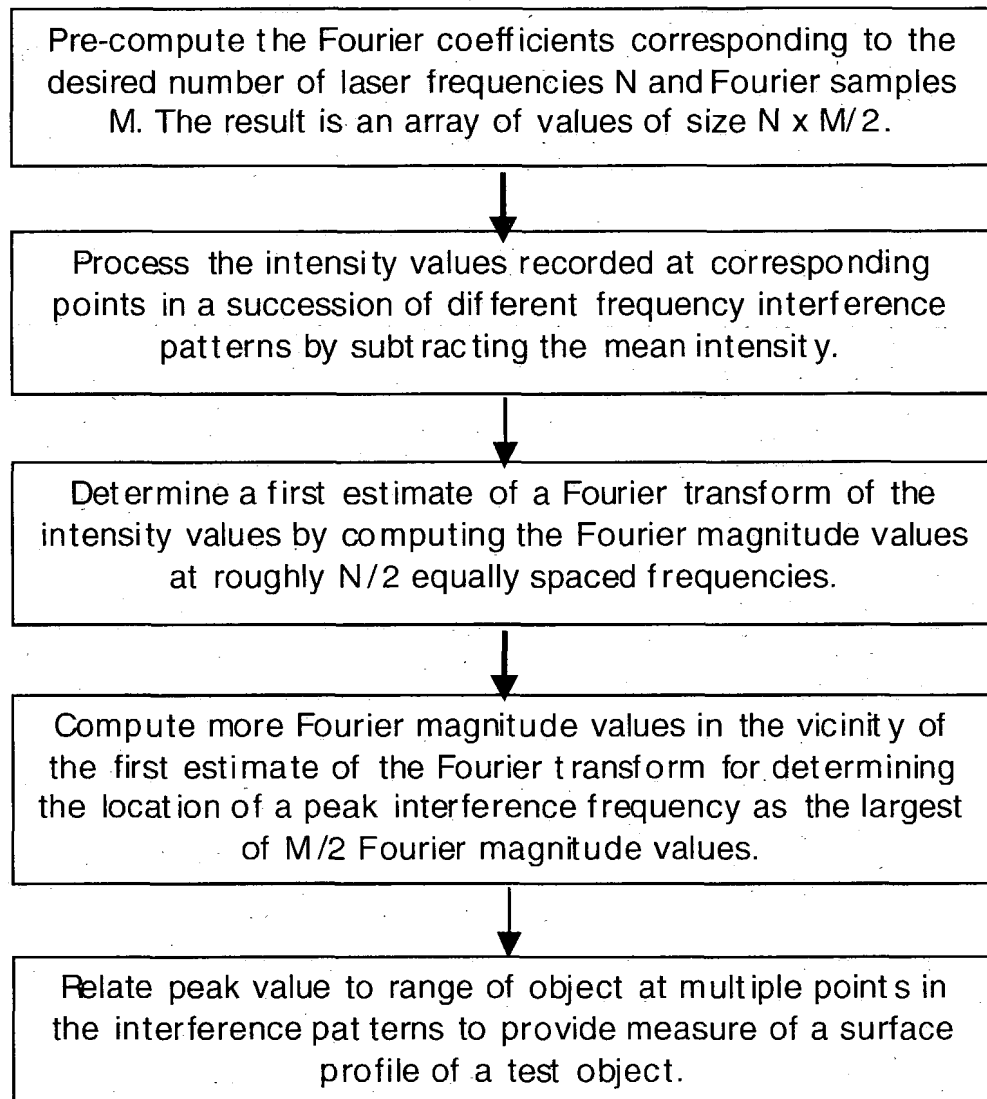 Pre-compute the Fourier coefficients corresponding to the
desired number of laser frequencies N and Fourier samples
M. The result is an array of values of size N x M/2.
Process the intensity values recorded at corresponding
points in a succession of different frequency interference
patterns by subtracting the mean intensity.
Determine a first estimate of a Fourier transform of the
intensity values by computing the Fourier magnitude values
at roughly N/2 equally spaced frequencies.
Compute more Fourier magnitude values in the vicinity of
the first estimate of the Fourier transform for determining
the location of a peak interference frequency as the largest
of M/2 Fourier magnitude values.
Relate peak value to range of object at multiple points in
the interference patterns to provide measure of a surface
profile of a test object.